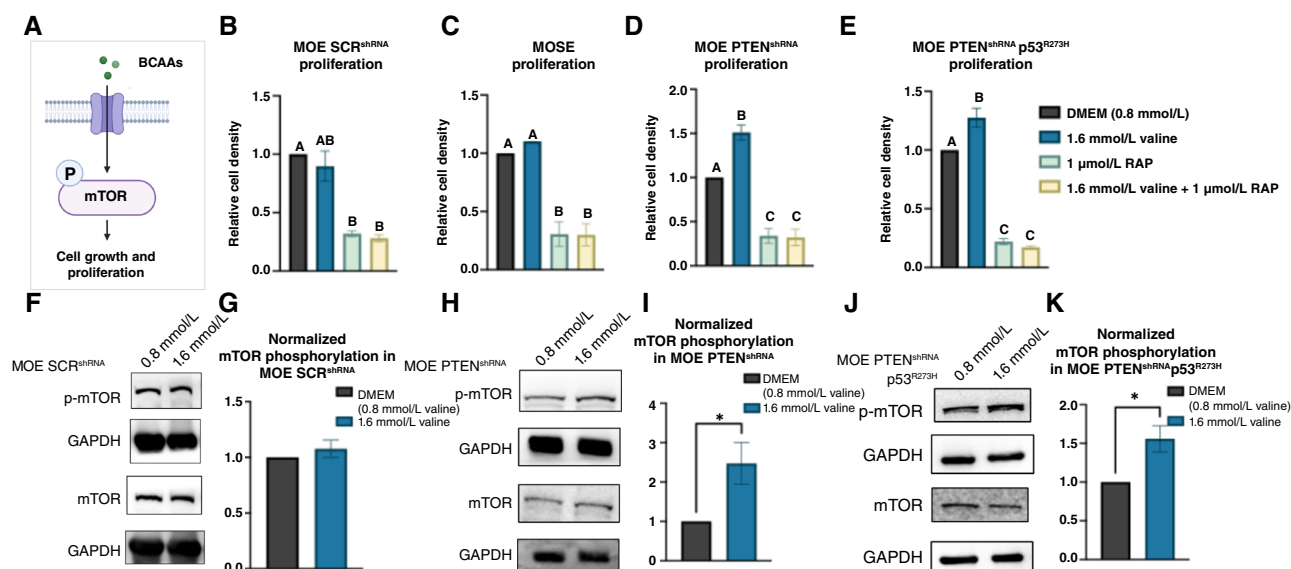 A
BCAAs
P
mTOR
Cell growth and
proliferation
B
MOE SCRshRNA
proliferation
Relative cell density
1.5
1.0
0.5
0.0
A
AB
B
B
C
MOSE
proliferation
Relative cell density
1.5
1.0
0.5
0.0
A
A
B
B
D
MOE PTENshRNA
proliferation
Relative cell density
2.0
1.5
1.0
0.5
0.0
A
B
C
C
E
MOE PTENshRNA p53R273H
proliferation
Relative cell density
1.5
1.0
0.5
0.0
A
B
C
C
DMEM (0.8 mmol/L)
1.6 mmol/L valine
1 µmol/L RAP
1.6 mmol/L valine + 1 µmol/L RAP
F
MOE SCRshRNA
0.8 mmol/L
1.6 mmol/L
p-mTOR
GAPDH
mTOR
GAPDH
G
Normalized
mTOR phosphorylation in
MOE SCRshRNA
DMEM
(0.8 mmol/L valine)
1.6 mmol/L valine
1.5
1.0
0.5
0.0
H
MOE PTENshRNA
0.8 mmol/L
1.6 mmol/L
p-mTOR
GAPDH
mTOR
GAPDH
I
Normalized
mTOR phosphorylation
in MOE PTENshRNA
DMEM
(0.8 mmol/L valine)
1.6 mmol/L valine
4
3
2
1
0
*
J
MOE PTENshRNA
p53R273H
0.8 mmol/L
1.6 mmol/L
p-mTOR
GAPDH
mTOR
GAPDH
K
Normalized
mTOR phosphorylation
in MOE PTENshRNAp53R273H
DMEM
(0.8 mmol/L valine)
1.6 mmol/L valine
2.0
1.5
1.0
0.5
0.0
*